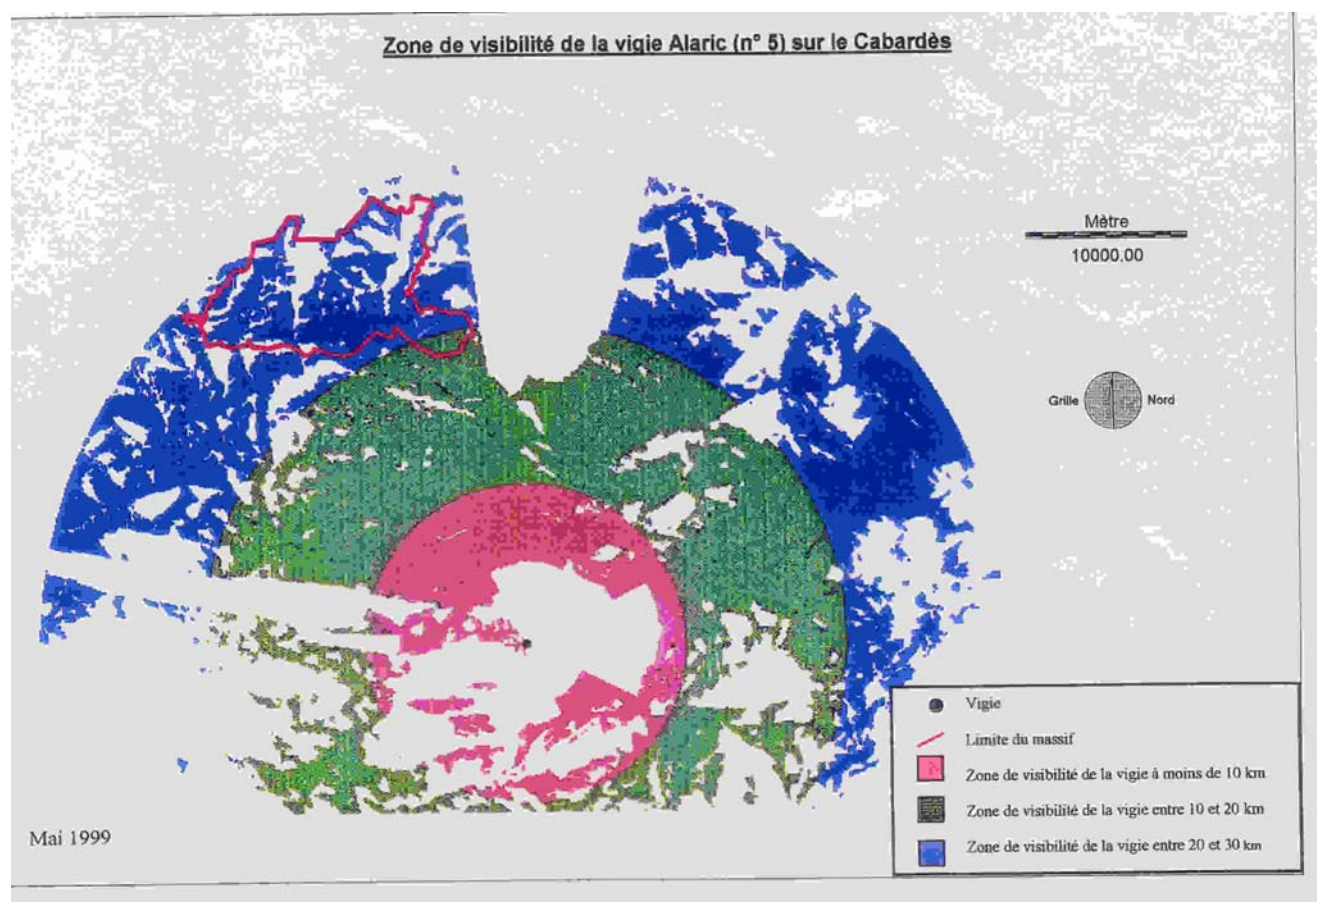 Zone de visibilité de la vigie Alaric (n° 5) sur le Cabardès
Mètre
10000.00
Grille
Nord
Vigie
Limite du massif
Zone de visibilité de la vigie à moins de 10 km
Zone de visibilité de la vigie entre 10 et 20 km
Zone de visibilité de la vigie entre 20 et 30 km
Mai 1999